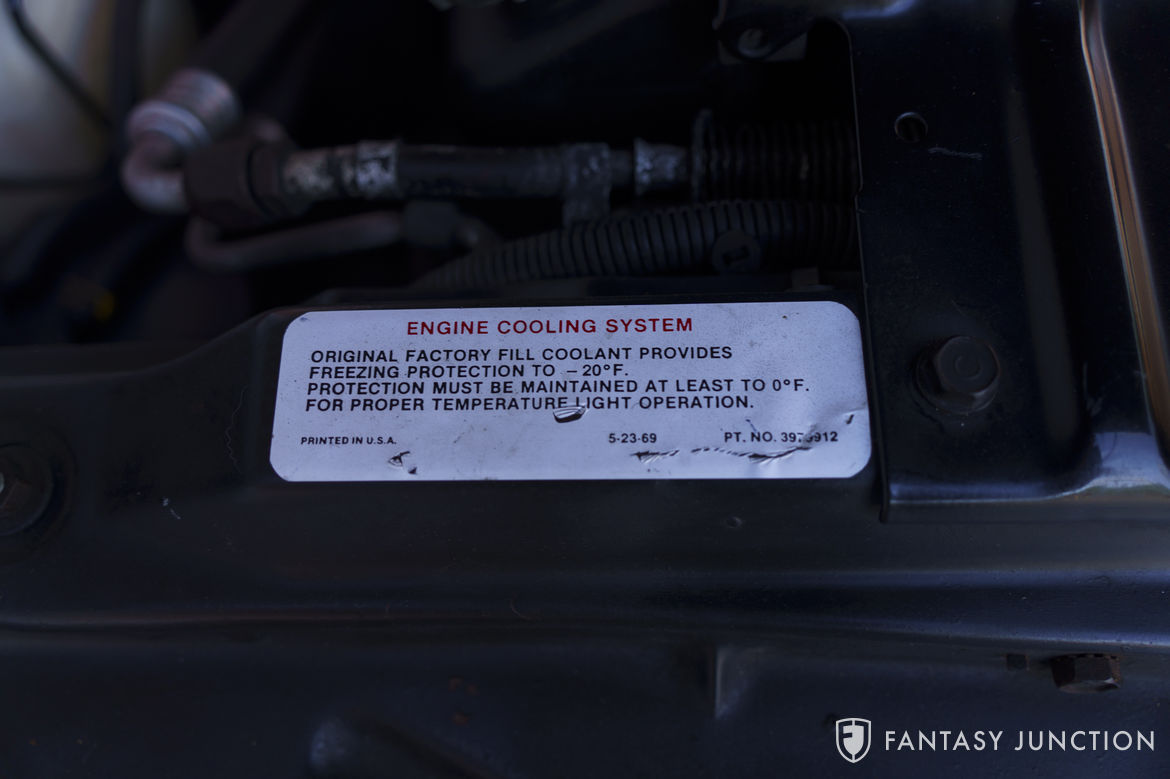 ENGINE COOLING SYSTEM
ORIGINAL FACTORY FILL COOLANT PROVIDES
FREEZING PROTECTION TO –20°F.
PROTECTION MUST BE MAINTAINED AT LEAST TO 0°F.
FOR PROPER TEMPERATURE LIGHT OPERATION.
PRINTED IN U.S.A. 5-23-69 PT. NO.
FANTASY JUNCTION